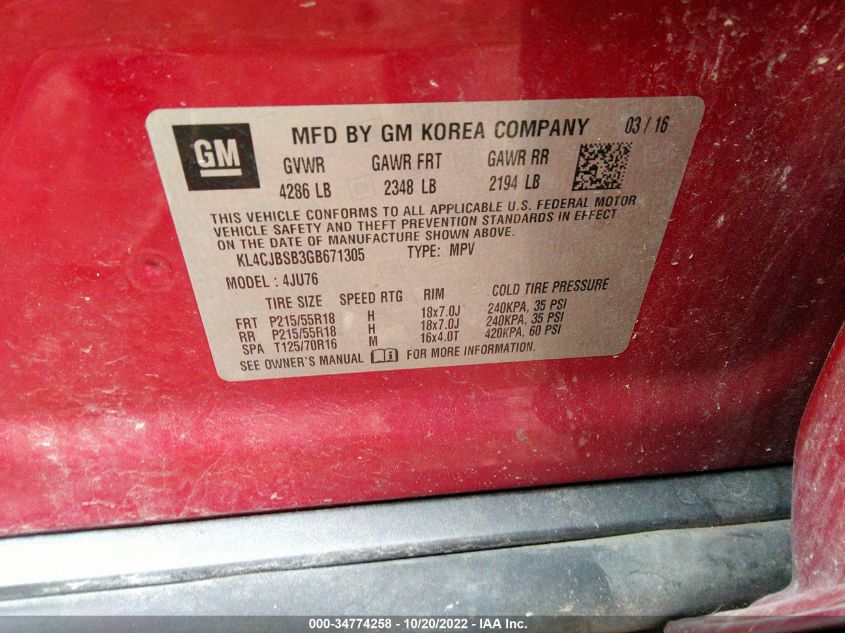 GM MFD BY GM KOREA COMPANY 03 / 16
GVWR GAWR FRT GAWR RR
4286 LB 2348 LB 2194 LB
THIS VEHICLE CONFORMS TO ALL APPLICABLE U.S. FEDERAL MOTOR
VEHICLE SAFETY AND THEFT PREVENTION STANDARDS IN EFFECT
ON THE DATE OF MANUFACTURE SHOWN ABOVE.
KL4CJBSB3GB671305 TYPE: MPV
MODEL : 4JU76
TIRE SIZE SPEED RTG RIM COLD TIRE PRESSURE
FRT P215/55R18 H 18x7.0J 240KPA, 35 PSI
RR P215/55R18 H 18x7.0J 240KPA, 35 PSI
SPA T125/70R16 M 16x4.0T 420KPA, 60 PSI
SEE OWNER'S MANUAL FOR MORE INFORMATION.
000-34774258 | 10/20/2022 - IAA Inc.